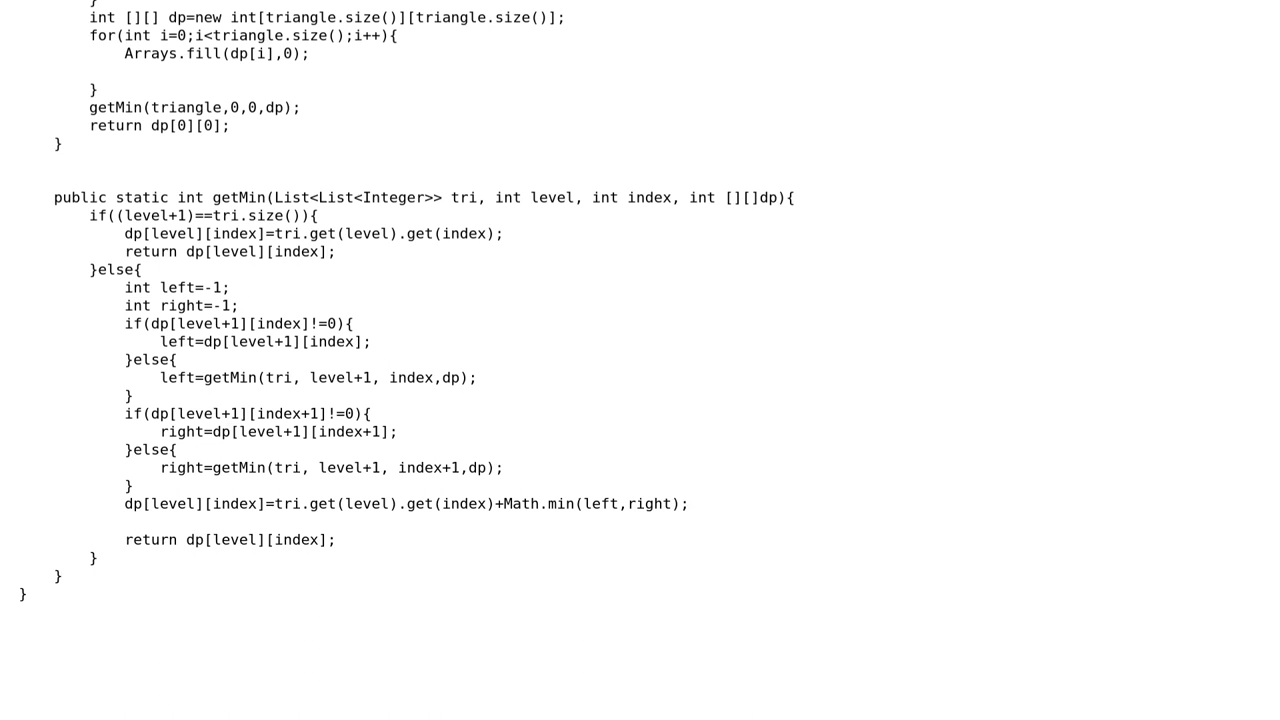 }
int [][] dp=new int[triangle.size()][triangle.size()];
for(int i=0;i<triangle.size();i++){
Arrays.fill(dp[i],0);
}
getMin(triangle,0,0,dp);
return dp[0][0];
}
public static int getMin(List<List<Integer>> tri, int level, int index, int [][]dp){
if((level+1)==tri.size()){
dp[level][index]=tri.get(level).get(index);
return dp[level][index];
}else{
int left=-1;
int right=-1;
if(dp[level+1][index]!=0){
left=dp[level+1][index];
}else{
left=getMin(tri, level+1, index,dp);
}
if(dp[level+1][index+1]!=0){
right=dp[level+1][index+1];
}else{
right=getMin(tri, level+1, index+1,dp);
}
dp[level][index]=tri.get(level).get(index)+Math.min(left,right);
return dp[level][index];
}
}
}